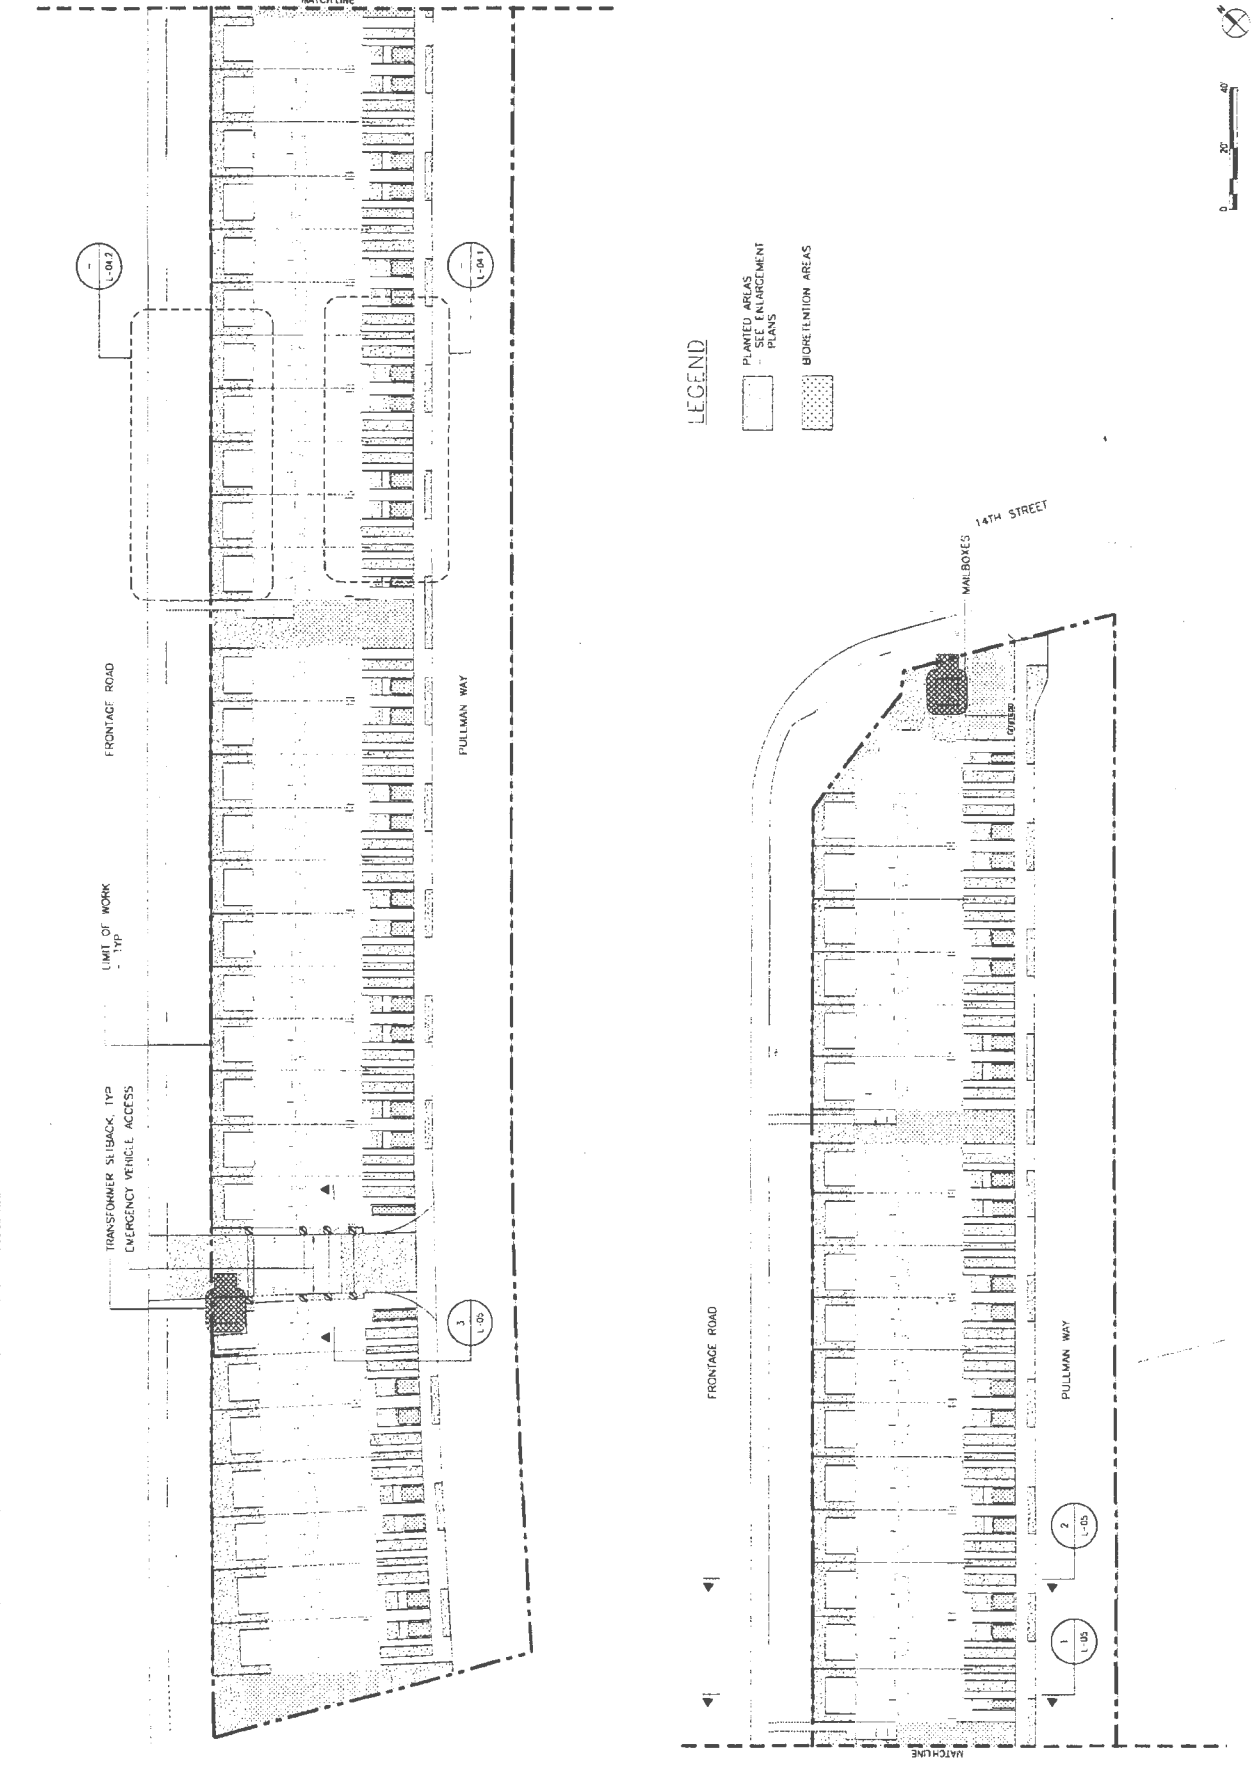 MATCHLINE
N
0 20' 40'
-
L-04.2
-
L-04.1
LEGEND
PLANTED AREAS
- SEE ENLARGEMENT
PLANS
BIORETENTION AREAS
14TH STREET
MAILBOXES
FRONTAGE ROAD
PULLMAN WAY
LIMIT OF WORK
- TYP
TRANSFORMER SETBACK, TYP
EMERGENCY VEHICLE ACCESS
3
L-05
FRONTAGE ROAD
PULLMAN WAY
2
L-05
1
L-05
MATCHLINE